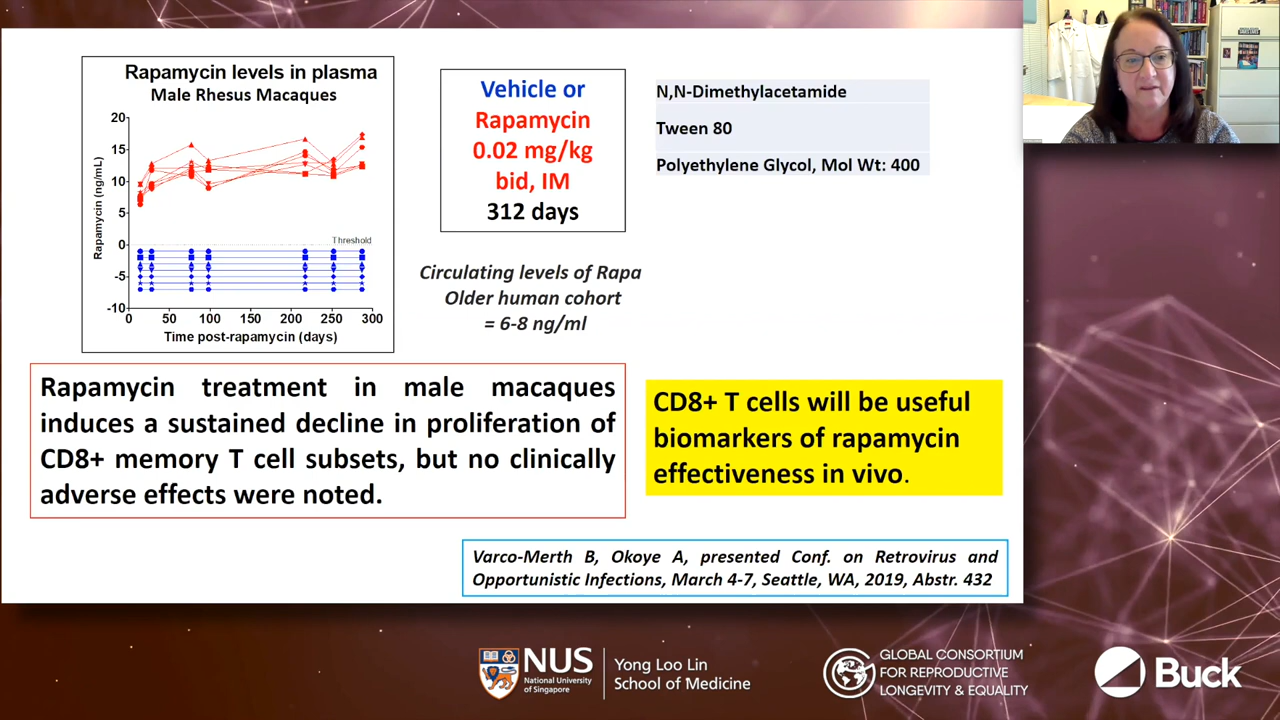 Rapamycin levels in plasma
Male Rhesus Macaques
20
15
10
5
0
-5
-10
Rapamycin (ng/mL)
Threshold
0 50 100 150 200 250 300
Time post-rapamycin (days)
Vehicle or
Rapamycin
0.02 mg/kg
bid, IM
312 days
N,N-Dimethylacetamide
Tween 80
Polyethylene Glycol, Mol Wt: 400
Circulating levels of Rapa
Older human cohort
= 6-8 ng/ml
Rapamycin treatment in male macaques
induces a sustained decline in proliferation of
CD8+ memory T cell subsets, but no clinically
adverse effects were noted.
CD8+ T cells will be useful
biomarkers of rapamycin
effectiveness in vivo.
Varco-Merth B, Okoye A, presented Conf. on Retrovirus and
Opportunistic Infections, March 4-7, Seattle, WA, 2019, Abstr. 432
NUS
National University
of Singapore
Yong Loo Lin
School of Medicine
GLOBAL CONSORTIUM
FOR REPRODUCTIVE
LONGEVITY & EQUALITY
Buck